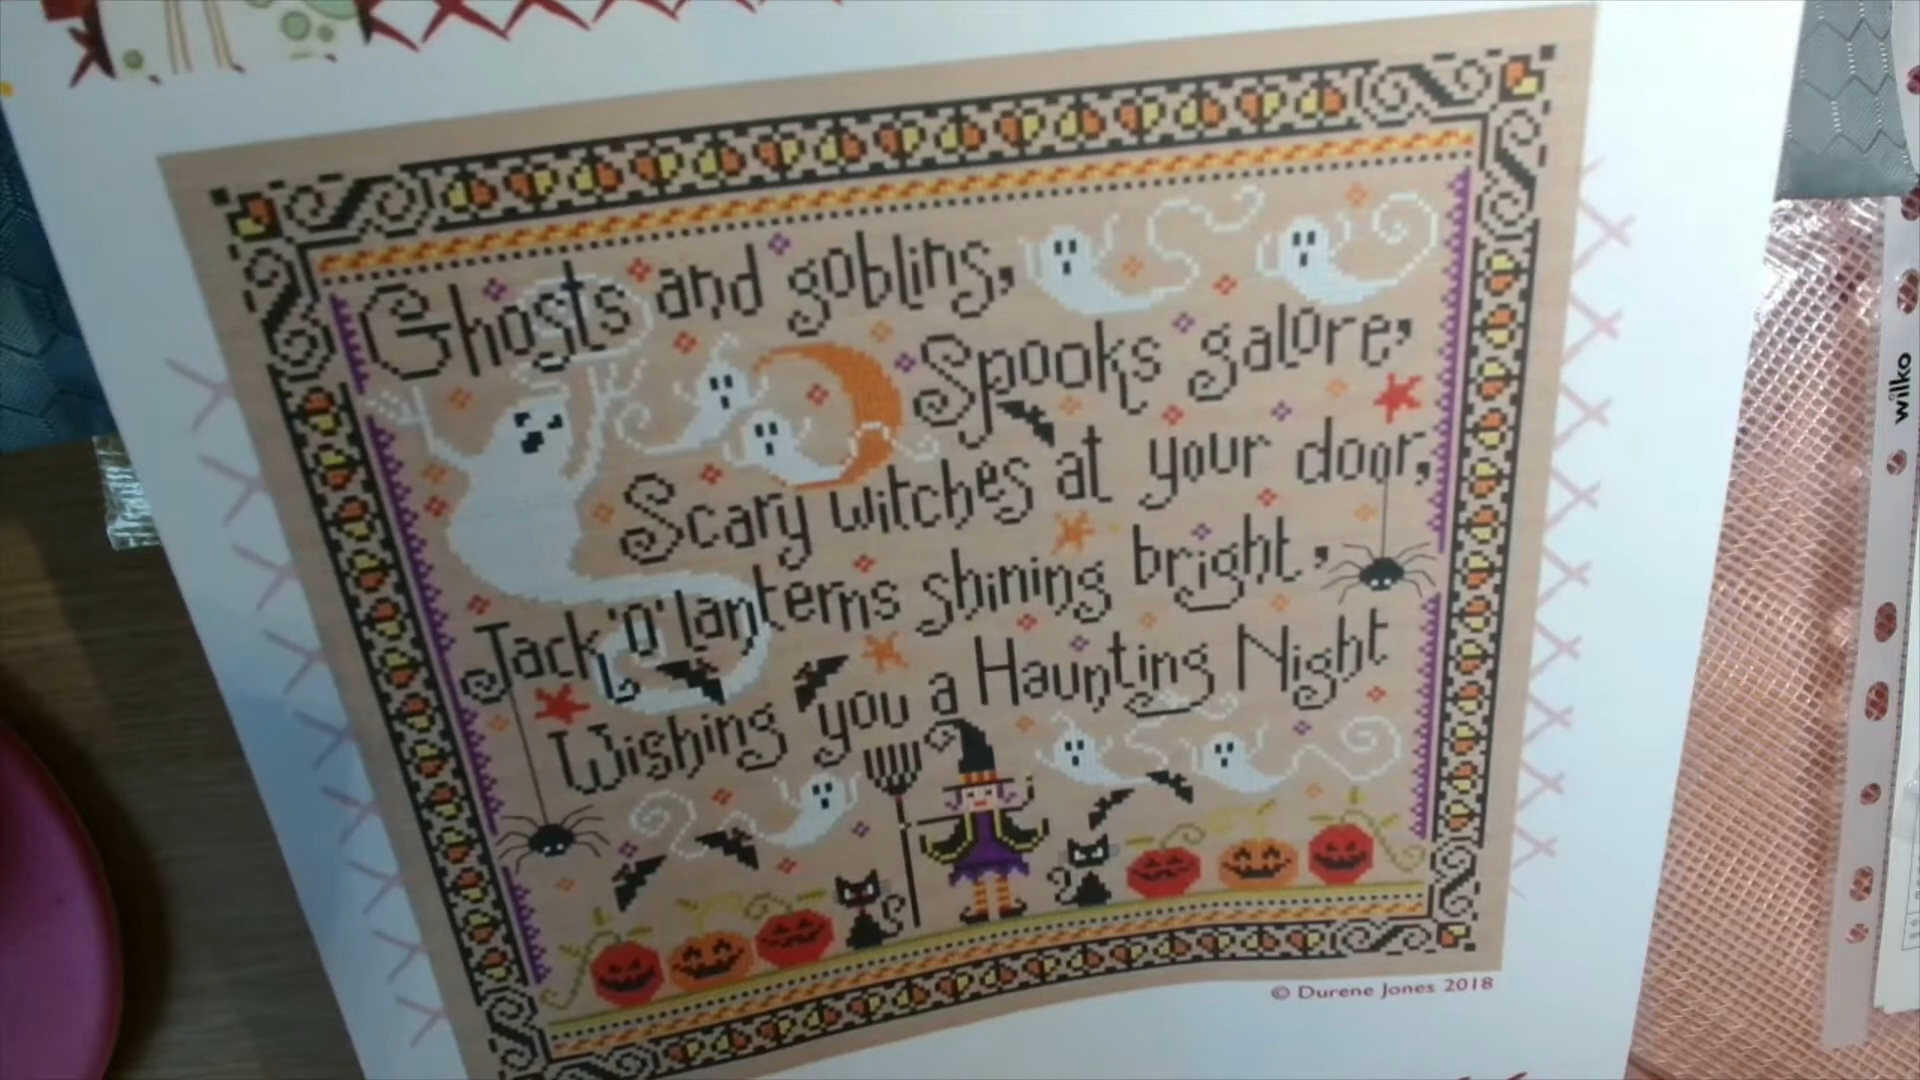 Ghosts and goblins,
Spooks galore,
Scary witches at your door,
Jack 'o' lanterns shining bright,
Wishing you a Haunting Night
© Durene Jones 2018
wilko